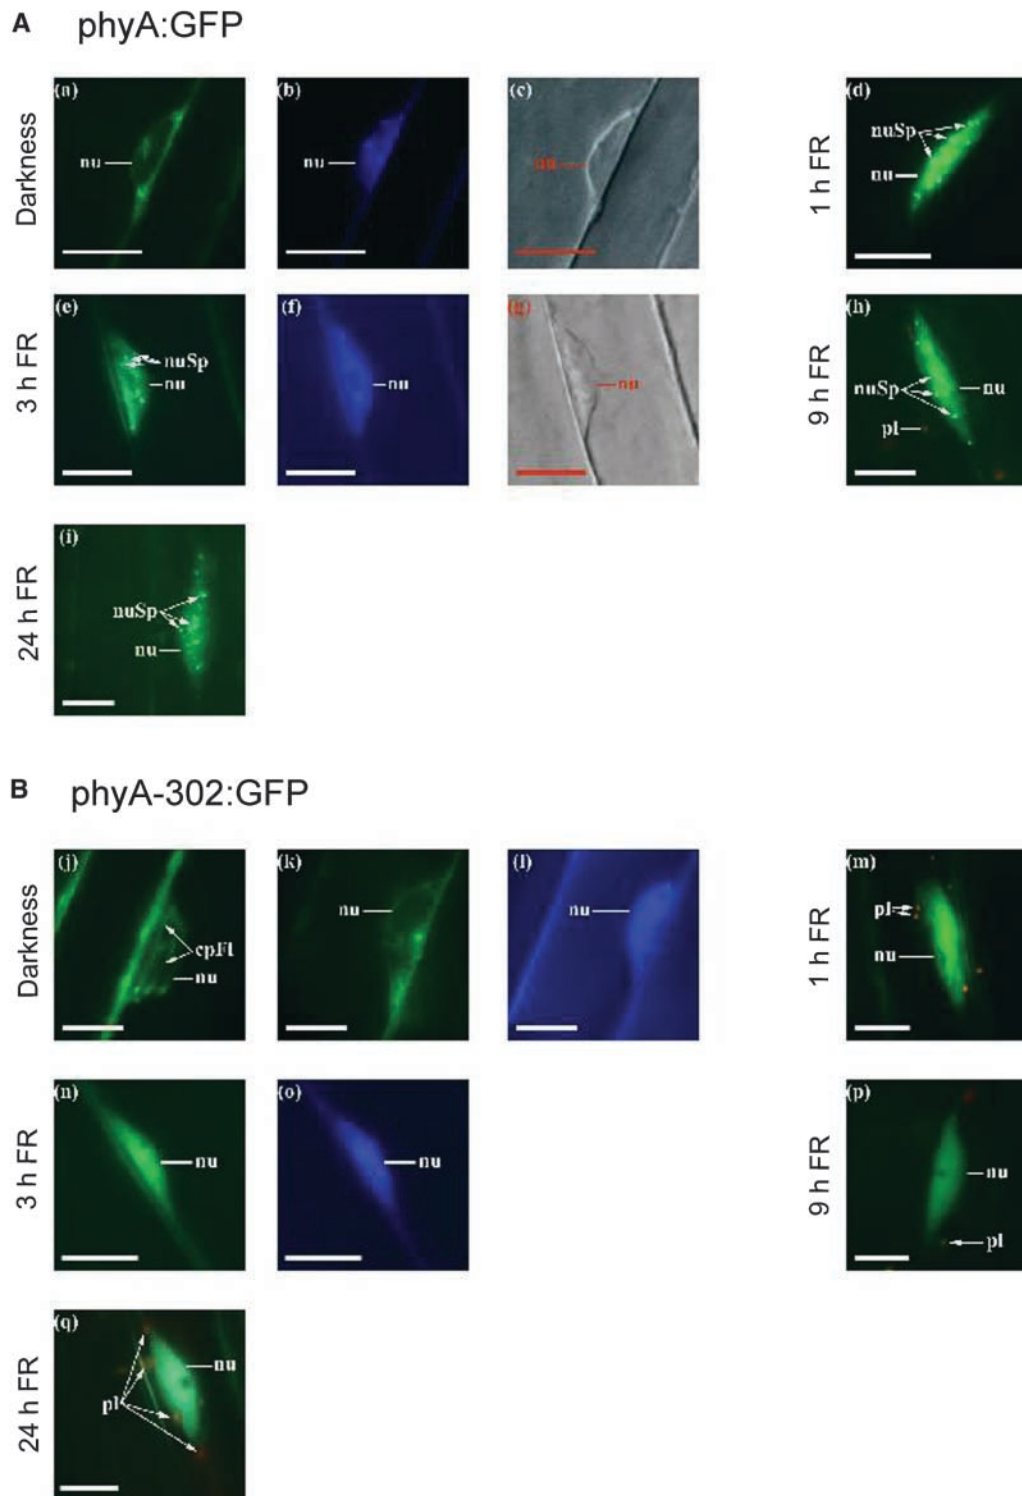 A phyA:GFP
Darkness
(a)
nu
(b)
nu
(c)
nu
1 h FR
(d)
nuSp
nu
3 h FR
(e)
nuSp
nu
(f)
nu
(g)
nu
9 h FR
(h)
nuSp
nu
pl
24 h FR
(i)
nuSp
nu
B phyA-302:GFP
Darkness
(j)
cpFl
nu
(k)
nu
(l)
nu
1 h FR
(m)
pl
nu
3 h FR
(n)
nu
(o)
nu
9 h FR
(p)
nu
pl
24 h FR
(q)
nu
pl